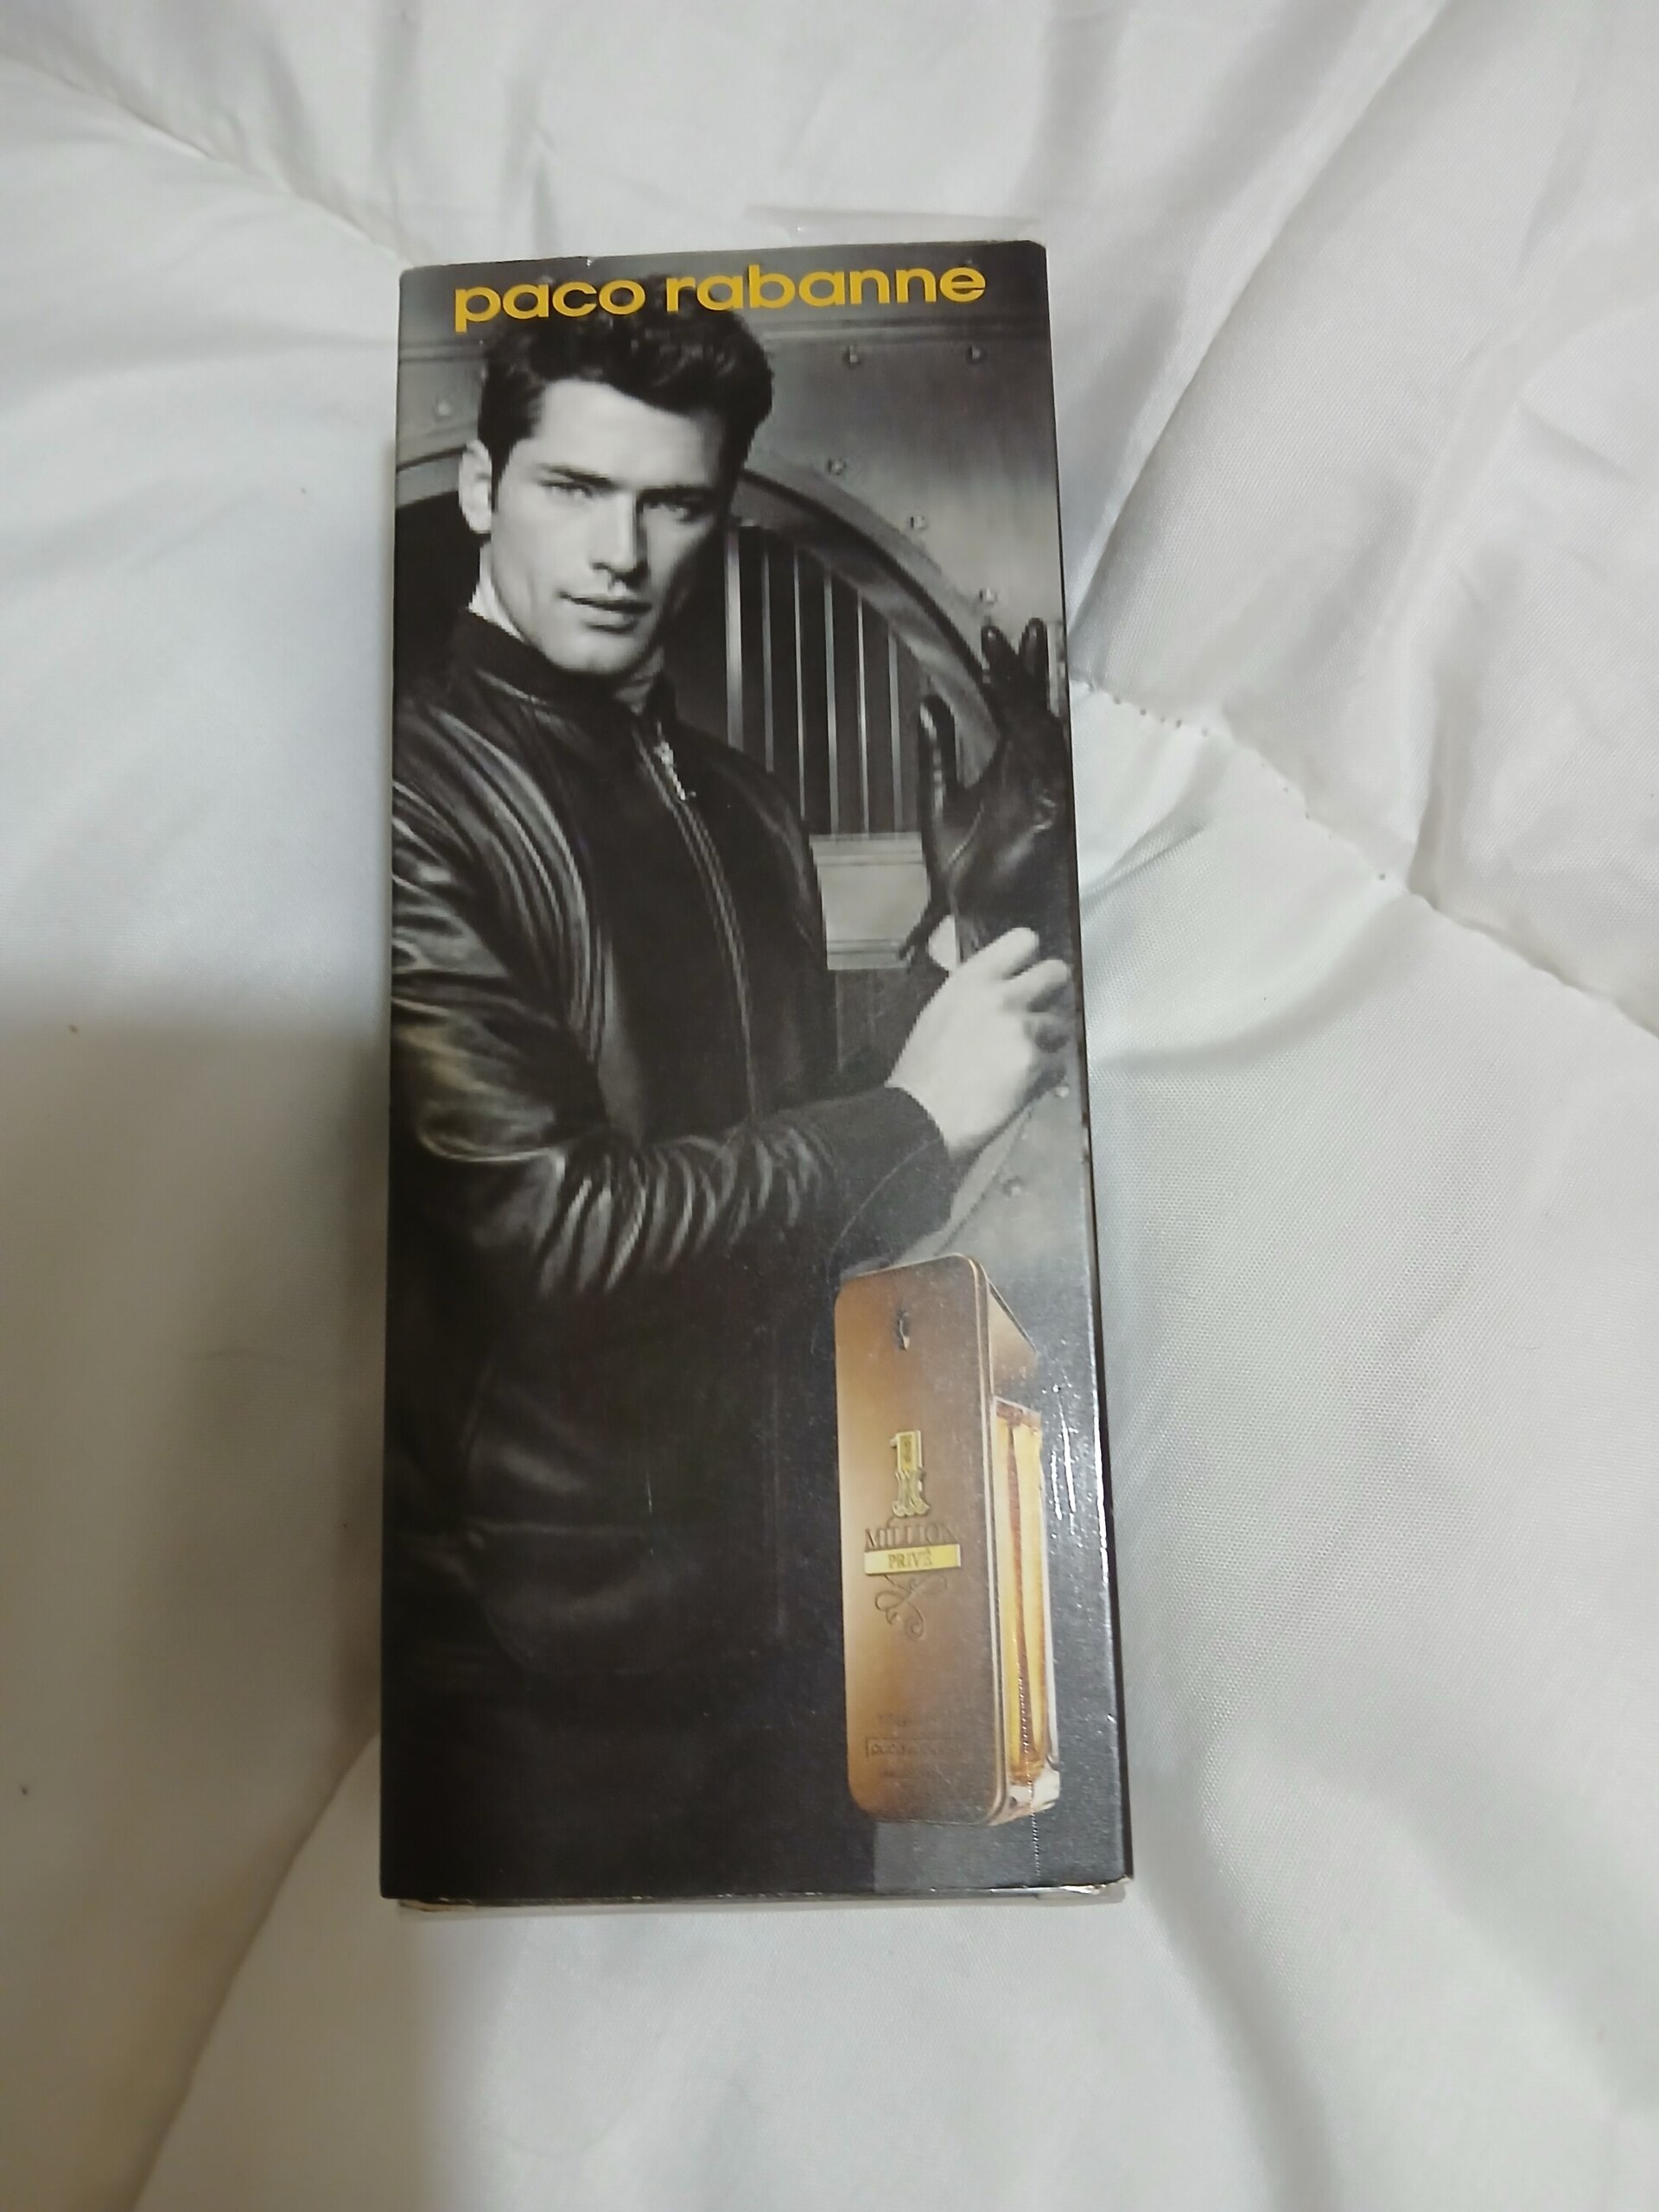 paco rabanne
1
MILLION
PRIVÉ